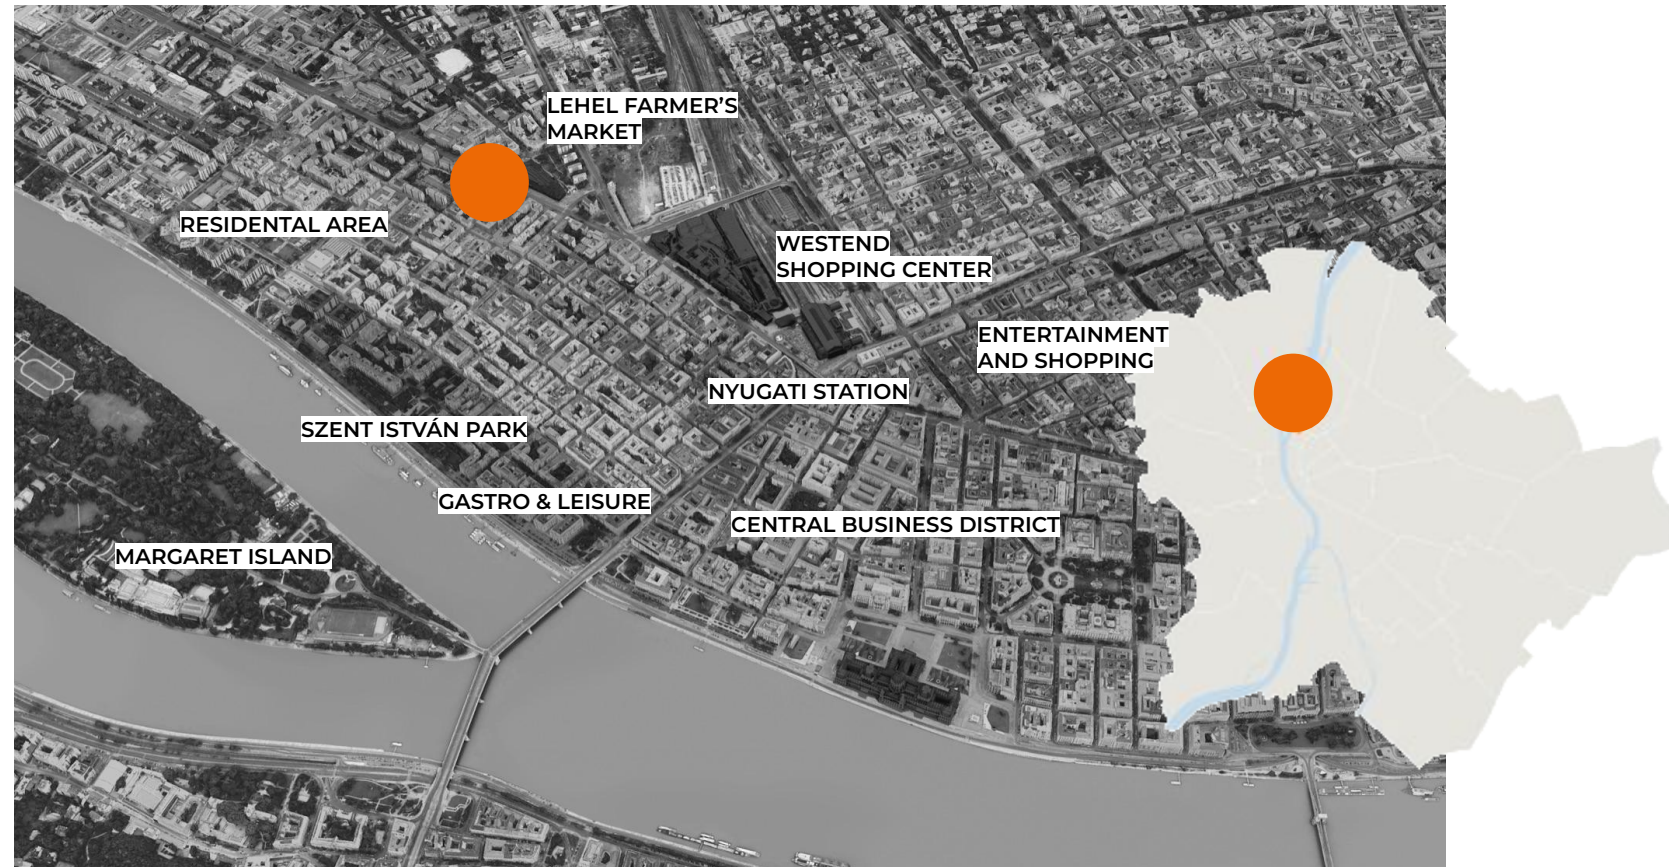 LEHEL FARMER’S
MARKET
RESIDENTAL AREA
WESTEND
SHOPPING CENTER
ENTERTAINMENT
AND SHOPPING
NYUGATI STATION
SZENT ISTVÁN PARK
GASTRO & LEISURE
CENTRAL BUSINESS DISTRICT
MARGARET ISLAND